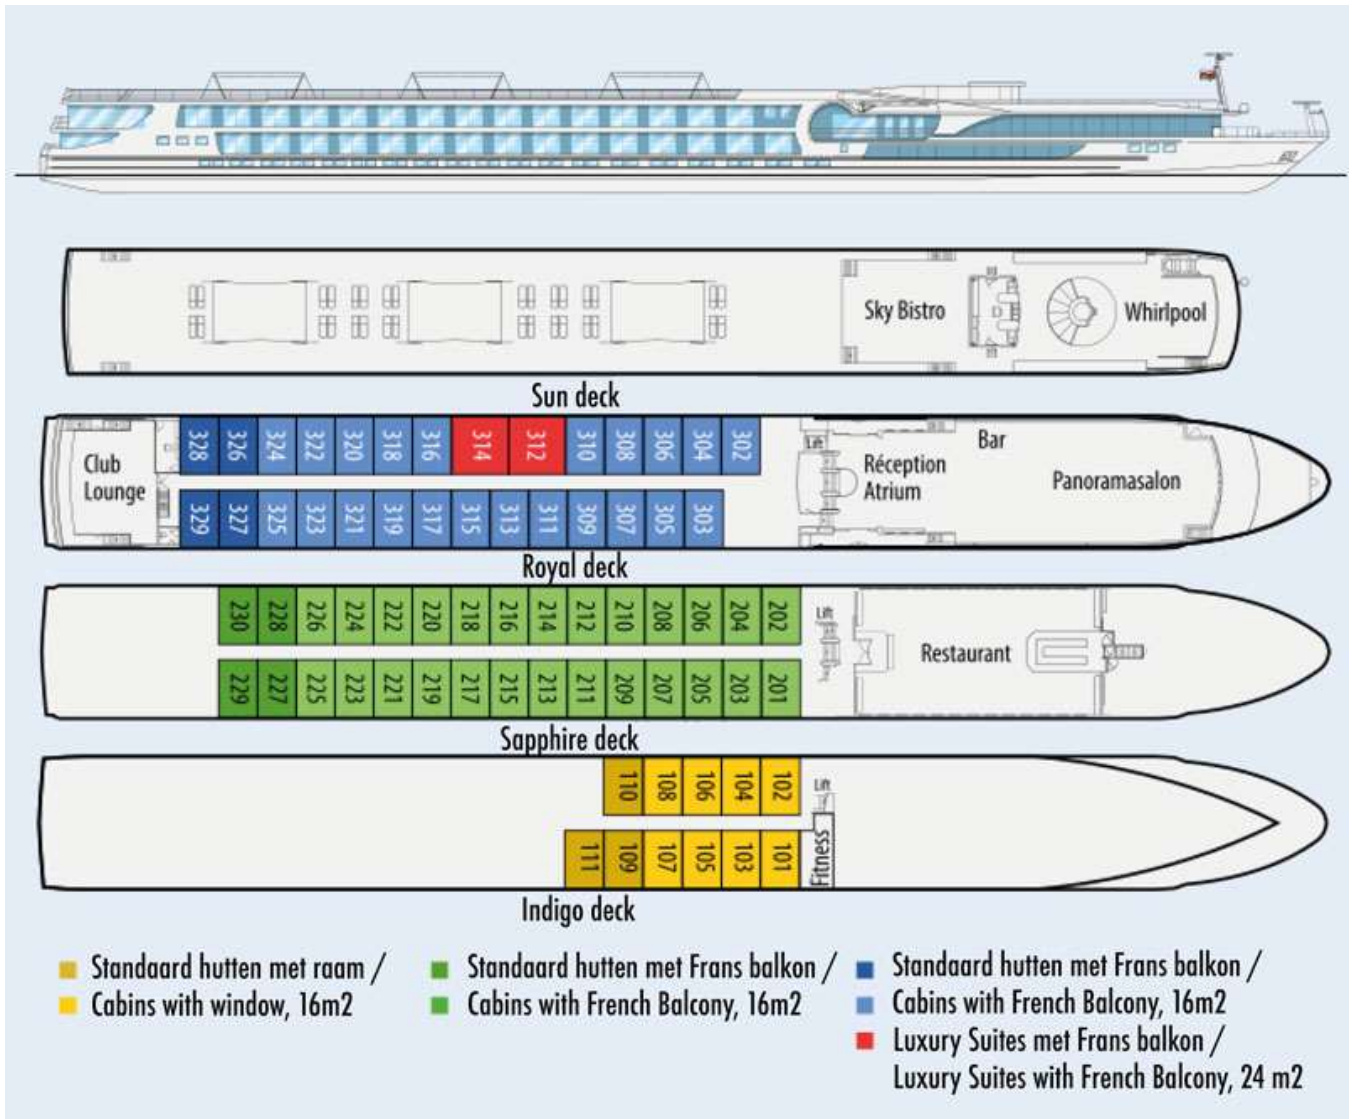 Sky Bistro
Whirlpool
Sun deck
328 326 324 322 320 318 316 314 312 310 308 306 304 302
Club
Lounge
Lift
Réception
Atrium
Bar
Panoramasalon
329 327 325 323 321 319 317 315 313 311 309 307 305 303
Royal deck
230 228 226 224 222 220 218 216 214 212 210 208 206 204 202
Lift
Restaurant
229 227 225 223 221 219 217 215 213 211 209 207 205 203 201
Sapphire deck
110 108 106 104 102
Lift
111 109 107 105 103 101
Fitness
Indigo deck
Standaard hutten met raam /
Cabins with window, 16m2
Standaard hutten met Frans balkon /
Cabins with French Balcony, 16m2
Standaard hutten met Frans balkon /
Cabins with French Balcony, 16m2
Luxury Suites met Frans balkon /
Luxury Suites with French Balcony, 24 m2